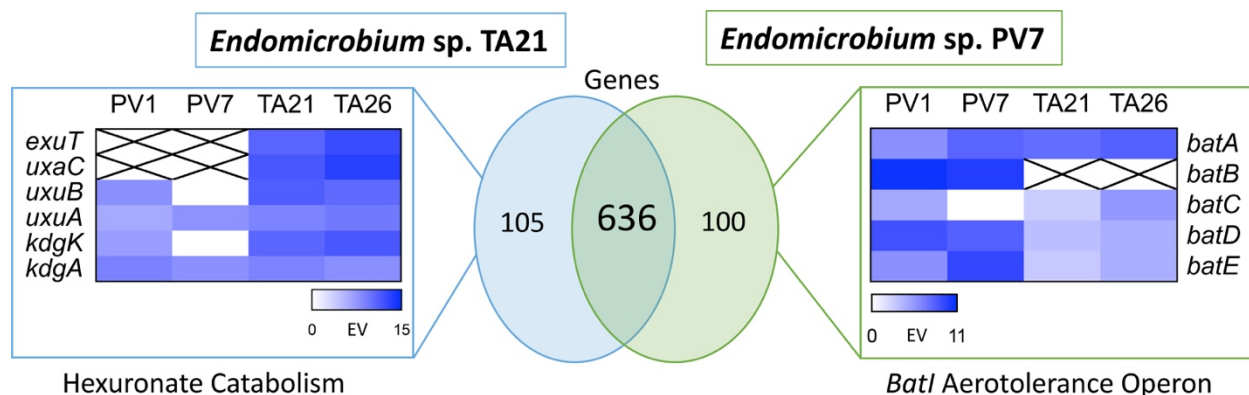 Endomicrobium sp. TA21
Endomicrobium sp. PV7
Genes
PV1 PV7 TA21 TA26
exuT
uxaC
uxuB
uxuA
kdgK
kdgA
0 EV 15
Hexuronate Catabolism
105
636
100
PV1 PV7 TA21 TA26
batA
batB
batC
batD
batE
0 EV 11
BatI Aerotolerance Operon